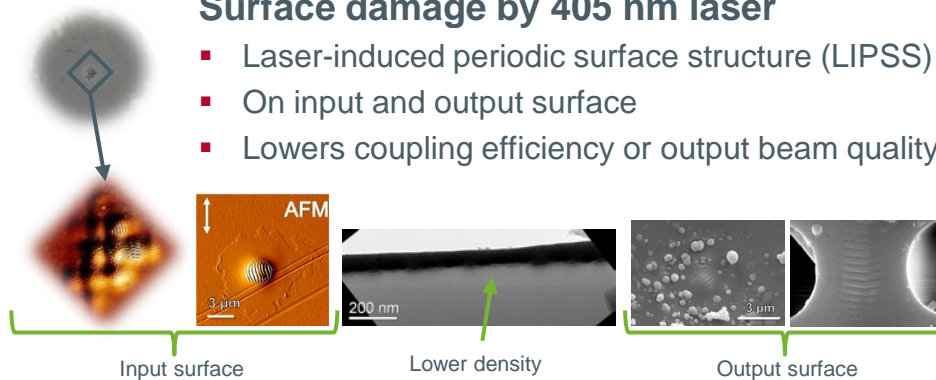 Surface damage by 405 nm laser
▪ Laser-induced periodic surface structure (LIPSS)
▪ On input and output surface
▪ Lowers coupling efficiency or output beam quality
AFM
3 µm
200 nm
3 µm
Input surface
Lower density
Output surface